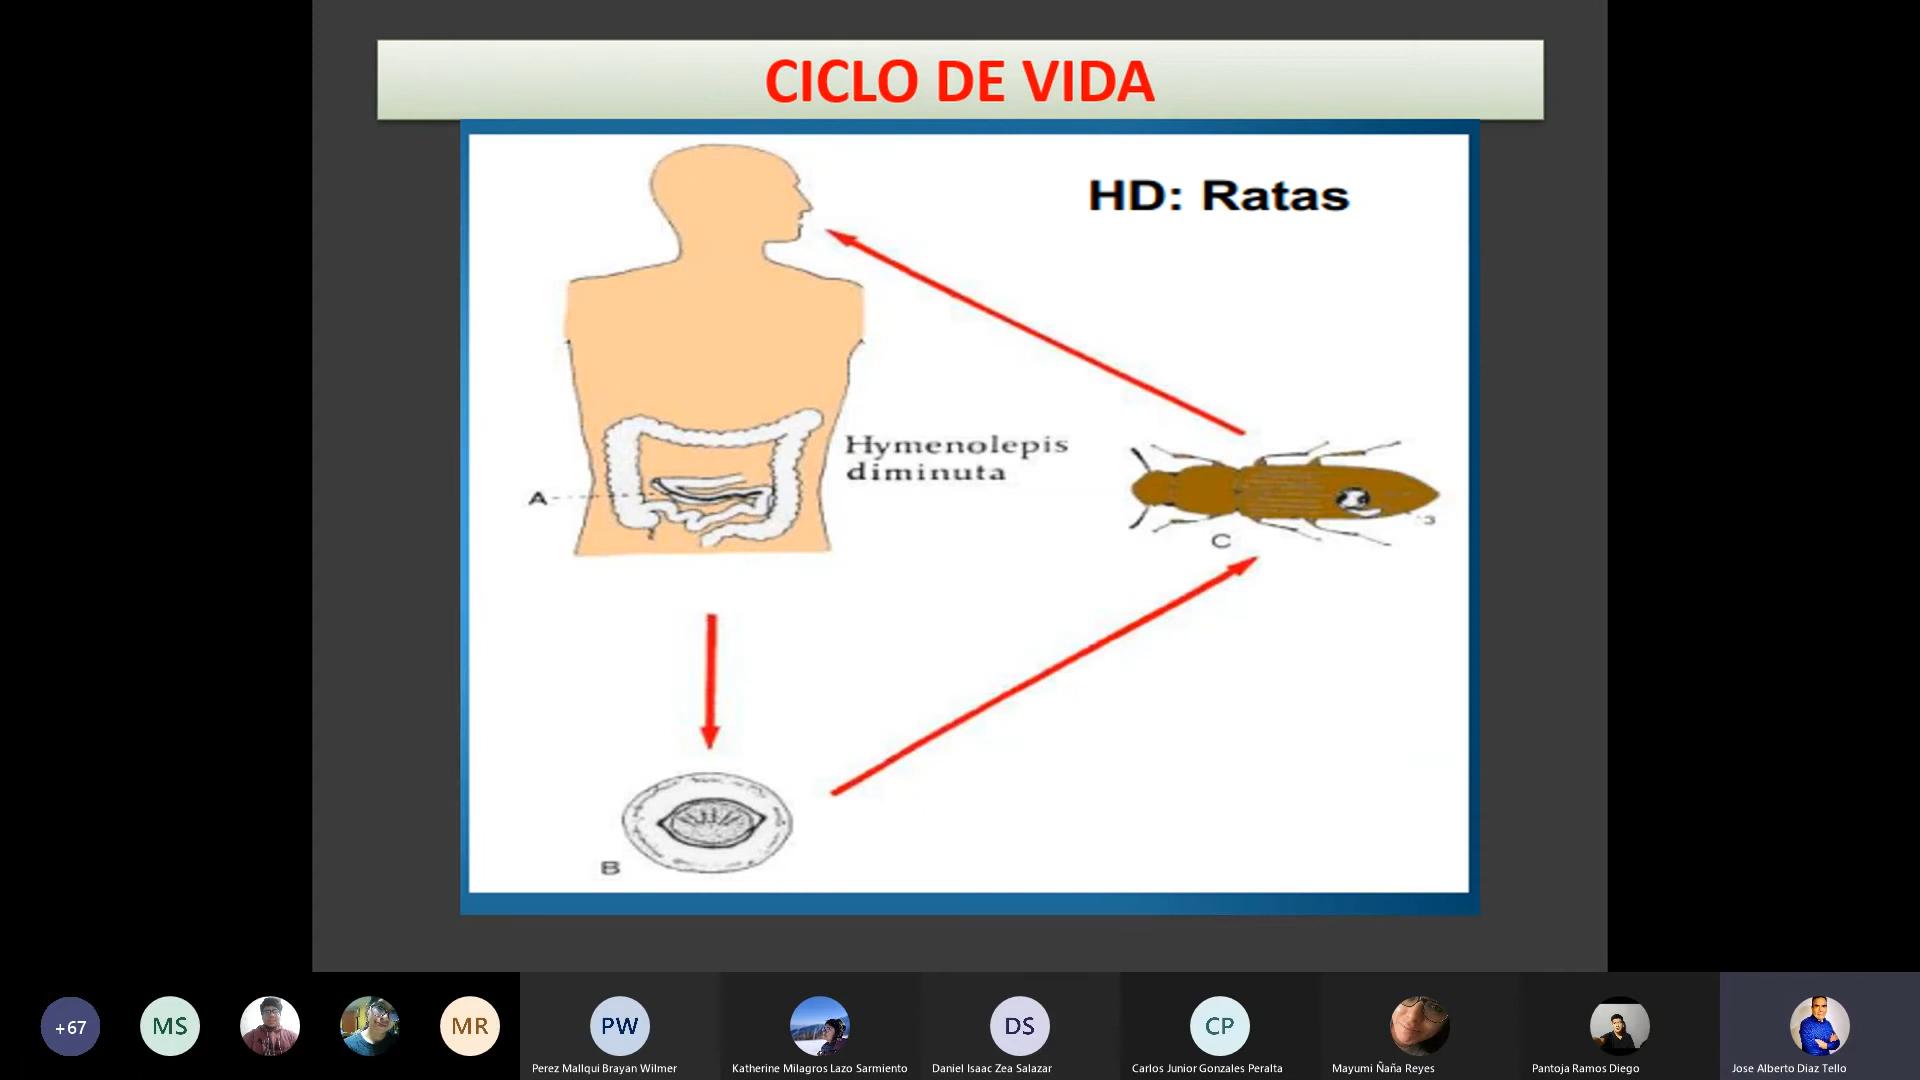 CICLO DE VIDA
HD: Ratas
Hymenolepis
diminuta
A
C
B
+67
MS
MR
PW
DS
CP
Perez Mallqui Brayan Wilmer
Katherine Milagros Lazo Sarmiento
Daniel Isaac Zea Salazar
Carlos Junior Gonzales Peralta
Mayumi Ñaña Reyes
Pantoja Ramos Diego
Jose Alberto Diaz Tello